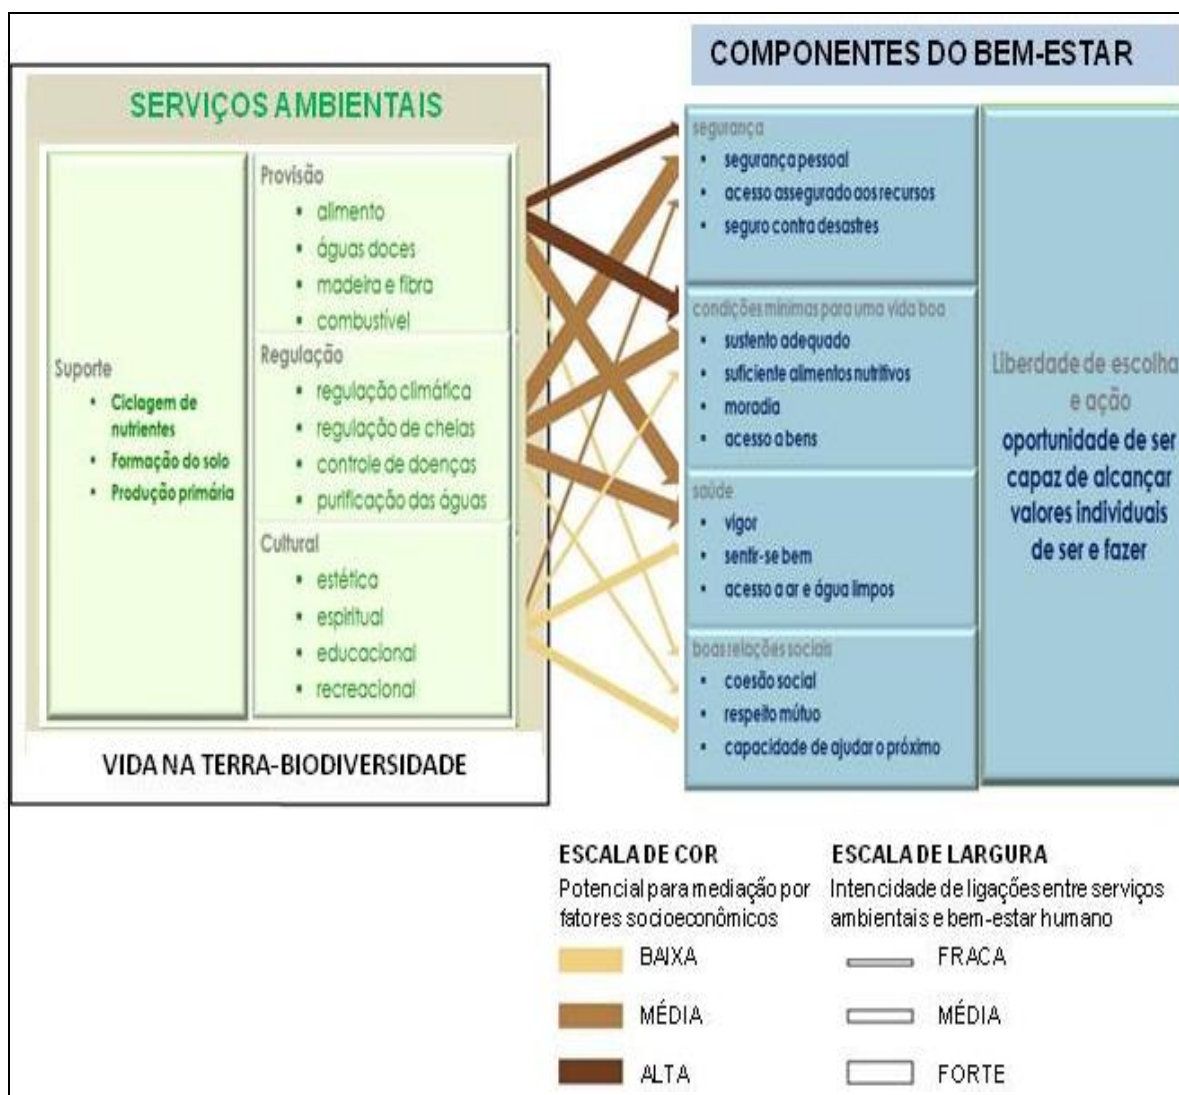 SERVIÇOS AMBIENTAIS
Suporte
▪ Ciclagem de
nutrientes
▪ Formação do solo
▪ Produção primária
Provisão
▪ alimento
▪ águas doces
▪ madeira e fibra
▪ combustível
Regulação
▪ regulação climática
▪ regulação de cheias
▪ controle de doenças
▪ purificação das águas
Cultural
▪ estética
▪ espiritual
▪ educacional
▪ recreacional
VIDA NA TERRA-BIODIVERSIDADE
COMPONENTES DO BEM-ESTAR
segurança
▪ segurança pessoal
▪ acesso assegurado aos recursos
▪ seguro contra desastres
condições mínimas para uma vida boa
▪ sustento adequado
▪ suficiente alimentos nutritivos
▪ moradia
▪ acesso a bens
saúde
▪ vigor
▪ sentir-se bem
▪ acesso a ar e água limpos
boas relações sociais
▪ coesão social
▪ respeito mútuo
▪ capacidade de ajudar o próximo
Liberdade de escolha
e ação
oportunidade de ser
capaz de alcançar
valores individuais
de ser e fazer
ESCALA DE COR
Potencial para mediação por
fatores socioeconômicos
BAIXA
MÉDIA
ALTA
ESCALA DE LARGURA
Intencidade de ligações entre serviços
ambientais e bem-estar humano
FRACA
MÉDIA
FORTE